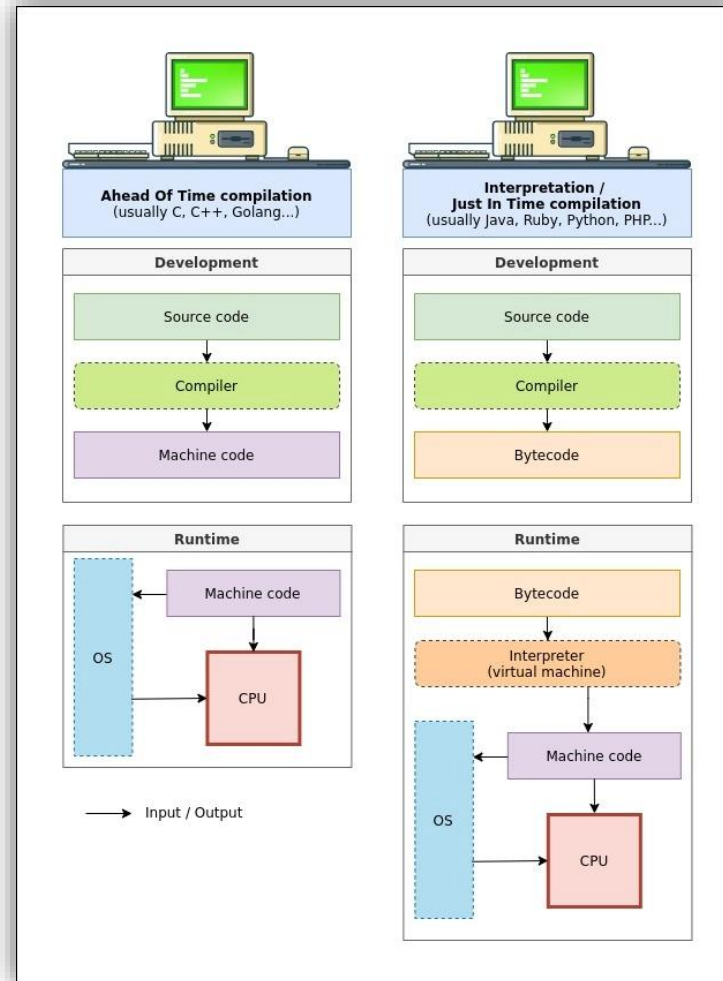 Ahead Of Time compilation
(usually C, C++, Golang...)
Development
Source code
Compiler
Machine code
Runtime
OS
Machine code
CPU
Input / Output
Interpretation /
Just In Time compilation
(usually Java, Ruby, Python, PHP...)
Development
Source code
Compiler
Bytecode
Runtime
Bytecode
Interpreter
(virtual machine)
Machine code
OS
CPU